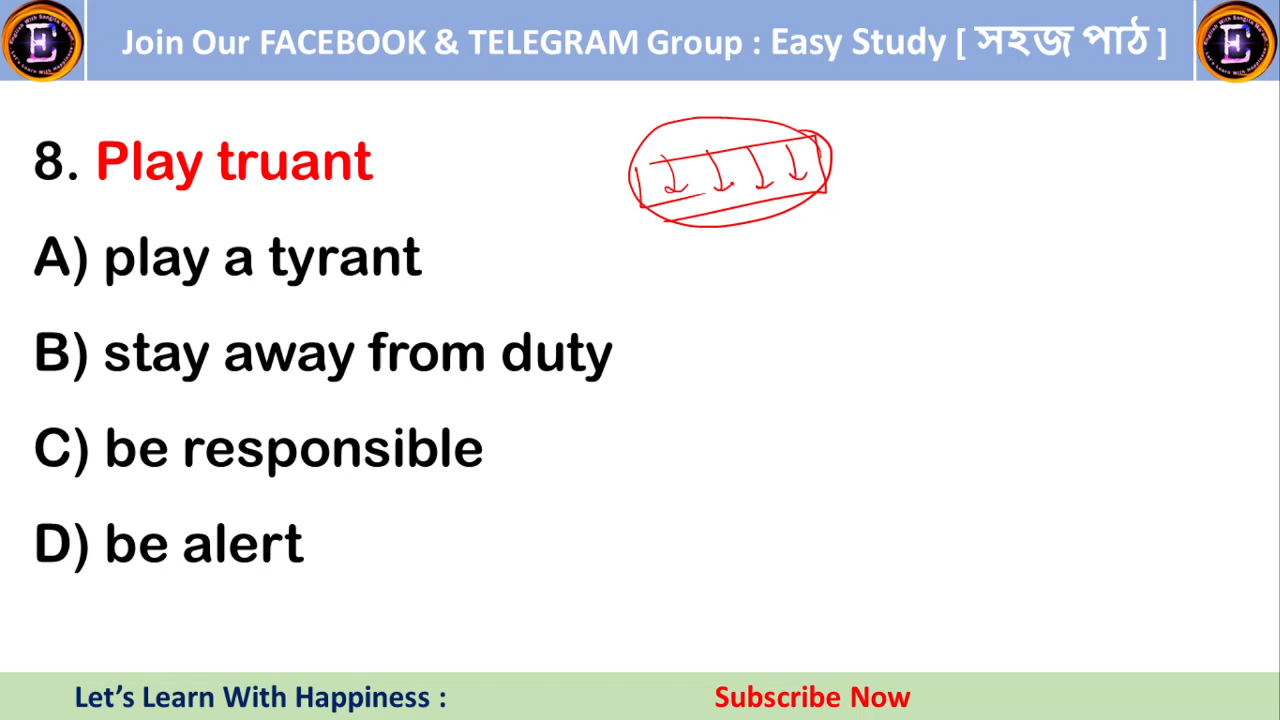 Join Our FACEBOOK & TELEGRAM Group : Easy Study [ সহজ পাঠ ]
8. Play truant
A) play a tyrant
B) stay away from duty
C) be responsible
D) be alert
Let's Learn With Happiness :
Subscribe Now